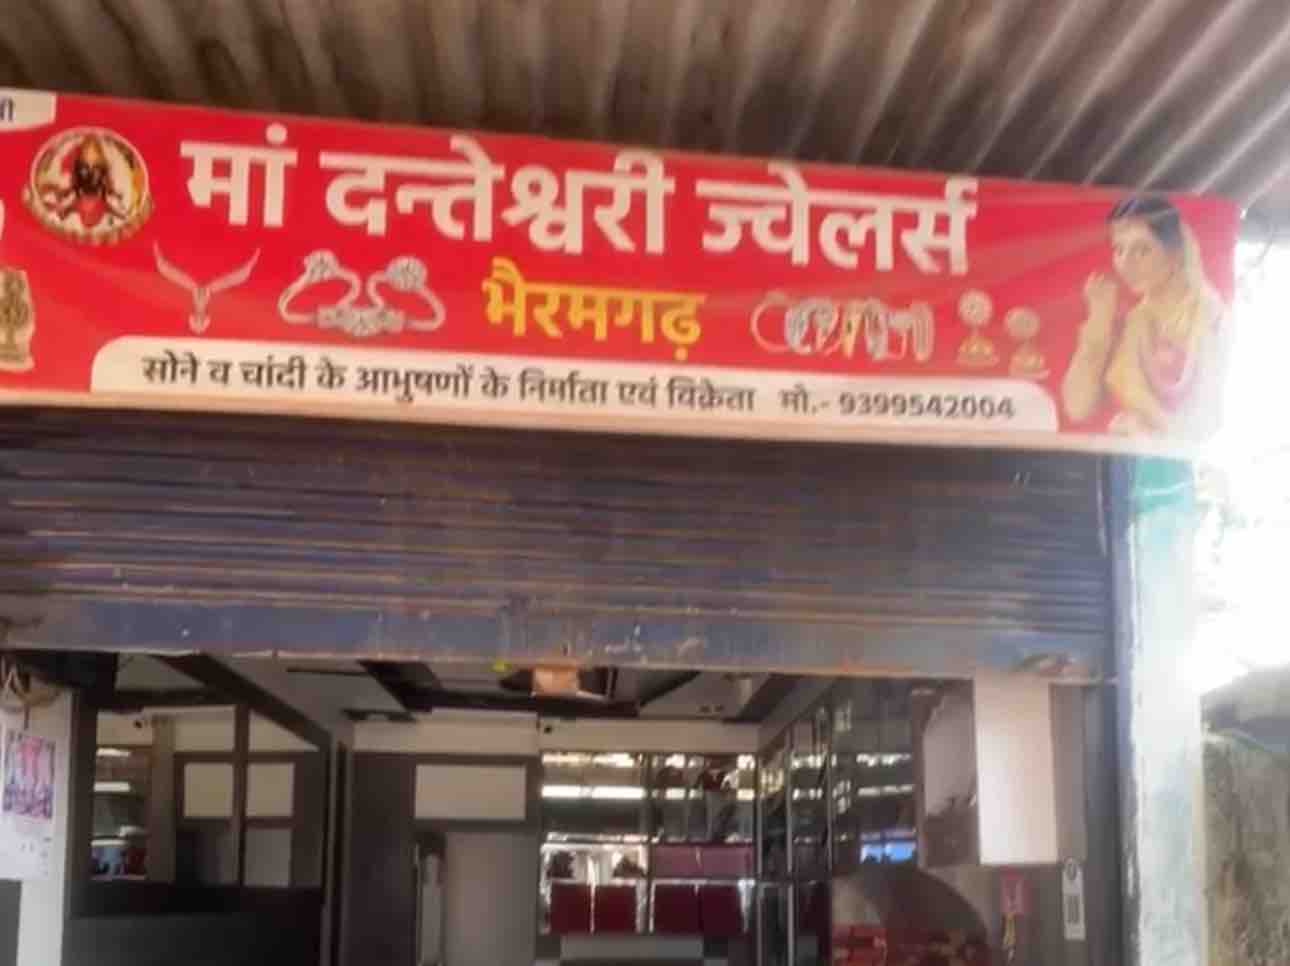 मां दन्तेश्वरी ज्वेलर्स
भैरमगढ़
सोने व चांदी के आभुषणों के निर्माता एवं विक्रेता मो.- 9399542004